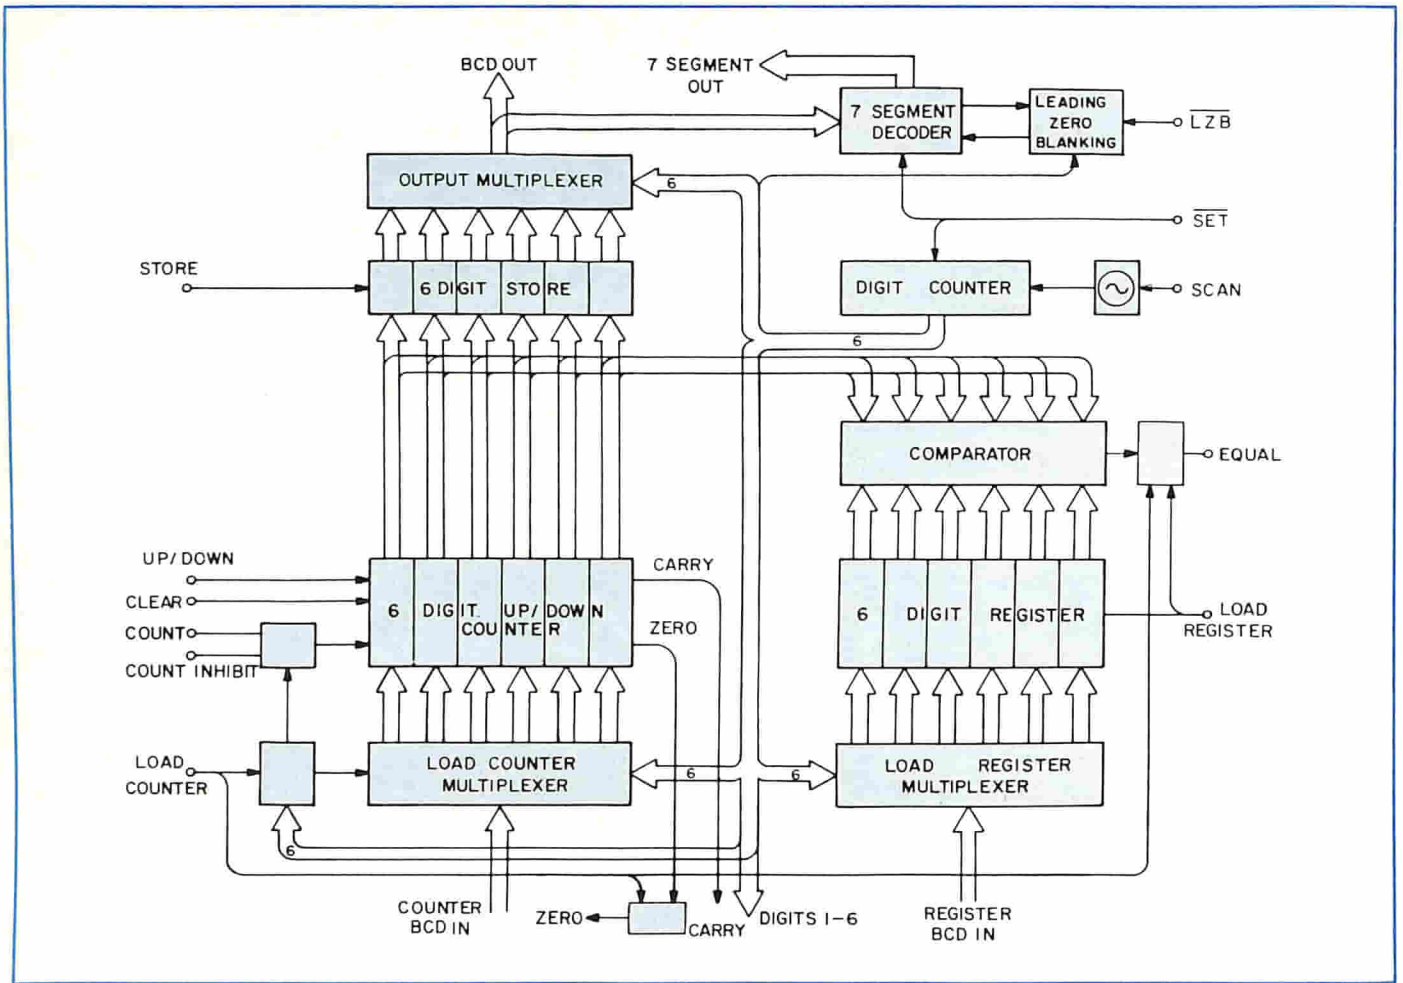 BCD OUT
7 SEGMENT
OUT
7 SEGMENT
DECODER
LEADING
ZERO
BLANKING
LZB
OUTPUT MULTIPLEXER
6
SET
STORE
6 DIGIT STORE
DIGIT COUNTER
SCAN
6
COMPARATOR
EQUAL
UP/DOWN
CLEAR
COUNT
COUNT INHIBIT
6 DIGIT. UP/DOWN
COUNTER
CARRY
ZERO
6 DIGIT REGISTER
LOAD
REGISTER
LOAD
COUNTER
LOAD COUNTER
MULTIPLEXER
6
6
LOAD REGISTER
MULTIPLEXER
6
COUNTER
BCD IN
ZERO
CARRY
DIGITS 1-6
REGISTER
BCD IN